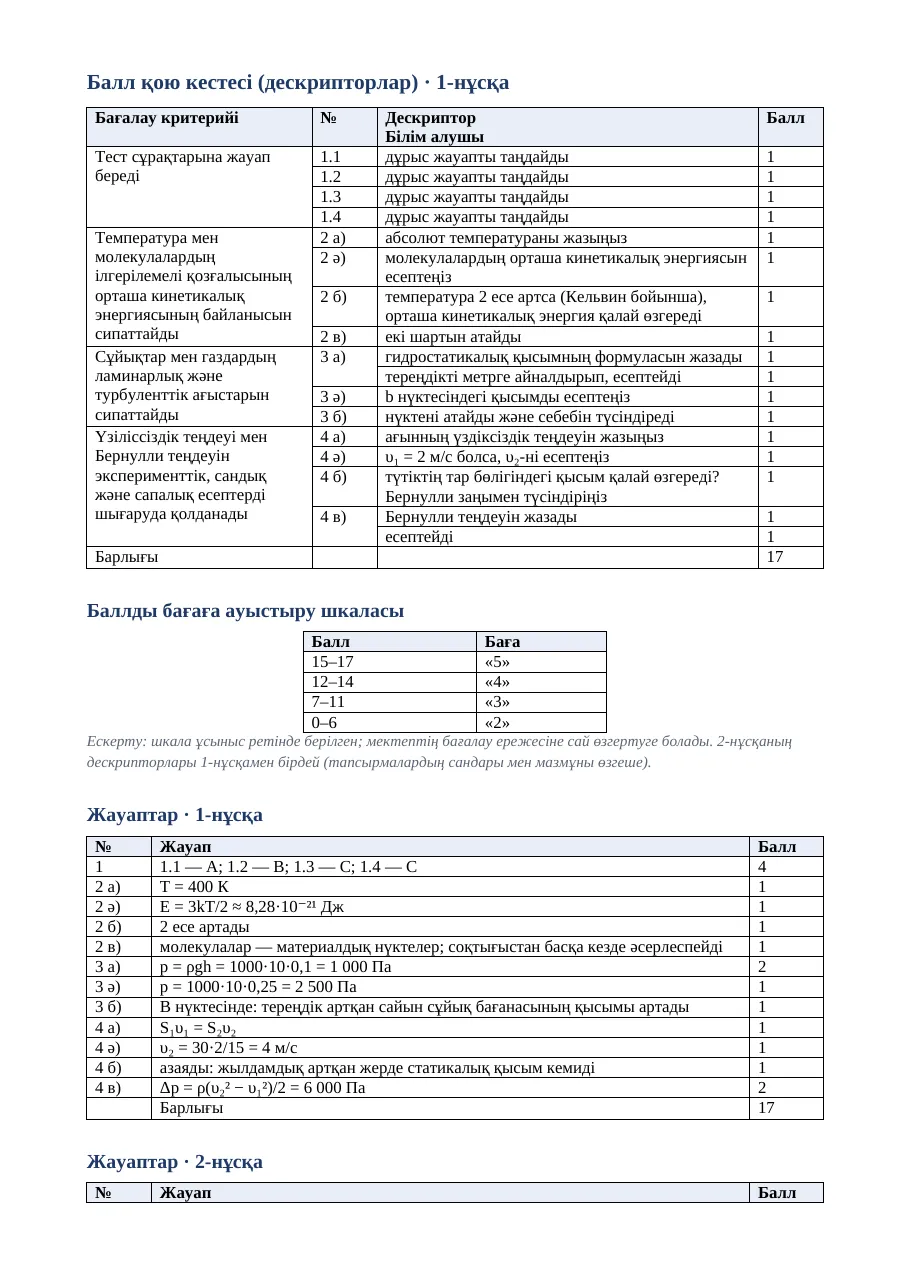 Балл қою кестесі (дескрипторлар) · 1-нұсқа
Бағалау критерийі № Дескриптор Балл
Білім алушы
Тест сұрақтарына жауап 1.1 дұрыс жауапты таңдайды 1
береді 1.2 дұрыс жауапты таңдайды 1
1.3 дұрыс жауапты таңдайды 1
1.4 дұрыс жауапты таңдайды 1
Температура мен 2 а) абсолют температураны жазыңыз 1
молекулалардың 2 ә) молекулалардың орташа кинетикалық энергиясын 1
ілгерілемелі қозғалысының есептеңіз
орташа кинетикалық 2 б) температура 2 есе артса (Кельвин бойынша), 1
энергиясының байланысын орташа кинетикалық энергия қалай өзгереді
сипаттайды 2 в) екі шартын атайды 1
Сұйықтар мен газдардың 3 а) гидростатикалық қысымның формуласын жазады 1
ламинарлық және тереңдікті метрге айналдырып, есептейді 1
турбуленттік ағыстарын 3 ә) b нүктесіндегі қысымды есептеңіз 1
сипаттайды 3 б) нүктені атайды және себебін түсіндіреді 1
Үзіліссіздік теңдеуі мен 4 а) ағынның үздіксіздік теңдеуін жазыңыз 1
Бернулли теңдеуін 4 ә) υ₁ = 2 м/с болса, υ₂-ні есептеңіз 1
эксперименттік, сандық 4 б) түтіктің тар бөлігіндегі қысым қалай өзгереді? 1
және сапалық есептерді Бернулли заңымен түсіндіріңіз
шығаруда қолданады 4 в) Бернулли теңдеуін жазады 1
есептейді 1
Барлығы 17
Баллды бағаға ауыстыру шкаласы
Балл Баға
15–17 «5»
12–14 «4»
7–11 «3»
0–6 «2»
Ескерту: шкала ұсыныс ретінде берілген; мектептің бағалау ережесіне сай өзгертуге болады. 2-нұсқаның
дескрипторлары 1-нұсқамен бірдей (тапсырмалардың сандары мен мазмұны өзгеше).
Жауаптар · 1-нұсқа
№ Жауап Балл
1 1.1 — A; 1.2 — B; 1.3 — C; 1.4 — C 4
2 а) T = 400 К 1
2 ә) E = 3kT/2 ≈ 8,28·10⁻²¹ Дж 1
2 б) 2 есе артады 1
2 в) молекулалар — материалдық нүктелер; соқтығыстан басқа кезде әсерлеспейді 1
3 а) p = ρgh = 1000·10·0,1 = 1 000 Па 2
3 ә) p = 1000·10·0,25 = 2 500 Па 1
3 б) B нүктесінде: тереңдік артқан сайын сұйық бағанасының қысымы артады 1
4 а) S₁υ₁ = S₂υ₂ 1
4 ә) υ₂ = 30·2/15 = 4 м/с 1
4 б) азаяды: жылдамдық артқан жерде статикалық қысым кемиді 1
4 в) Δp = ρ(υ₂² − υ₁²)/2 = 6 000 Па 2
Барлығы 17
Жауаптар · 2-нұсқа
№ Жауап Балл